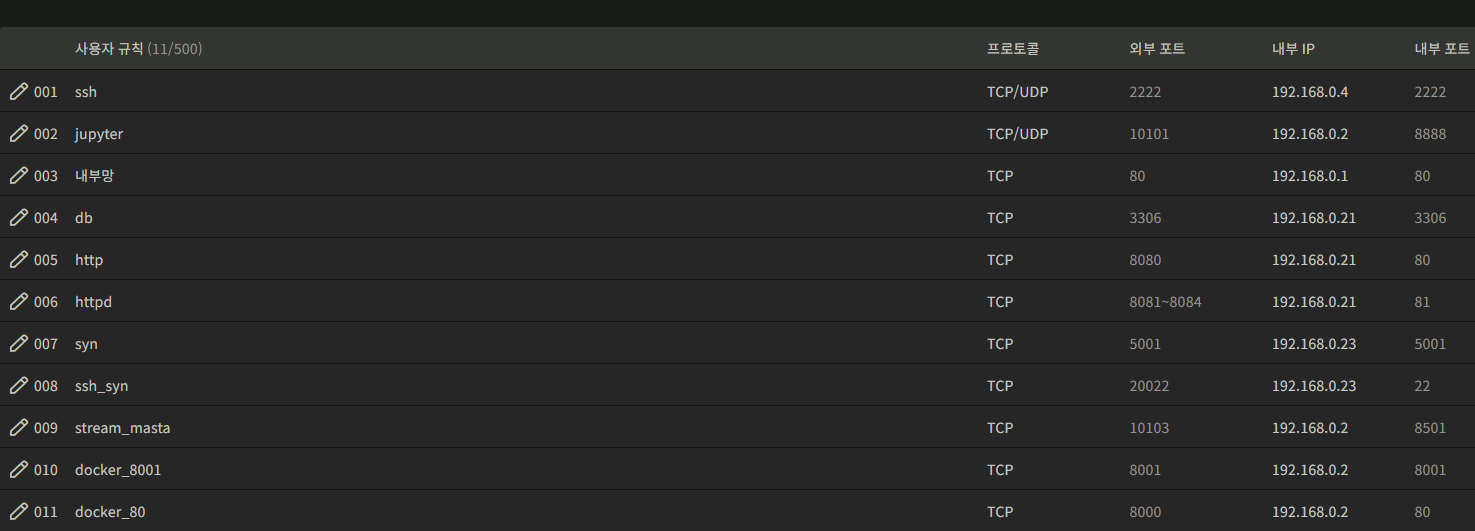 사용자 규칙 (11/500) 프로토콜 외부 포트 내부 IP 내부 포트
001 ssh TCP/UDP 2222 192.168.0.4 2222
002 jupyter TCP/UDP 10101 192.168.0.2 8888
003 내부망 TCP 80 192.168.0.1 80
004 db TCP 3306 192.168.0.21 3306
005 http TCP 8080 192.168.0.21 80
006 httpd TCP 8081~8084 192.168.0.21 81
007 syn TCP 5001 192.168.0.23 5001
008 ssh_syn TCP 20022 192.168.0.23 22
009 stream_masta TCP 10103 192.168.0.2 8501
010 docker_8001 TCP 8001 192.168.0.2 8001
011 docker_80 TCP 8000 192.168.0.2 80